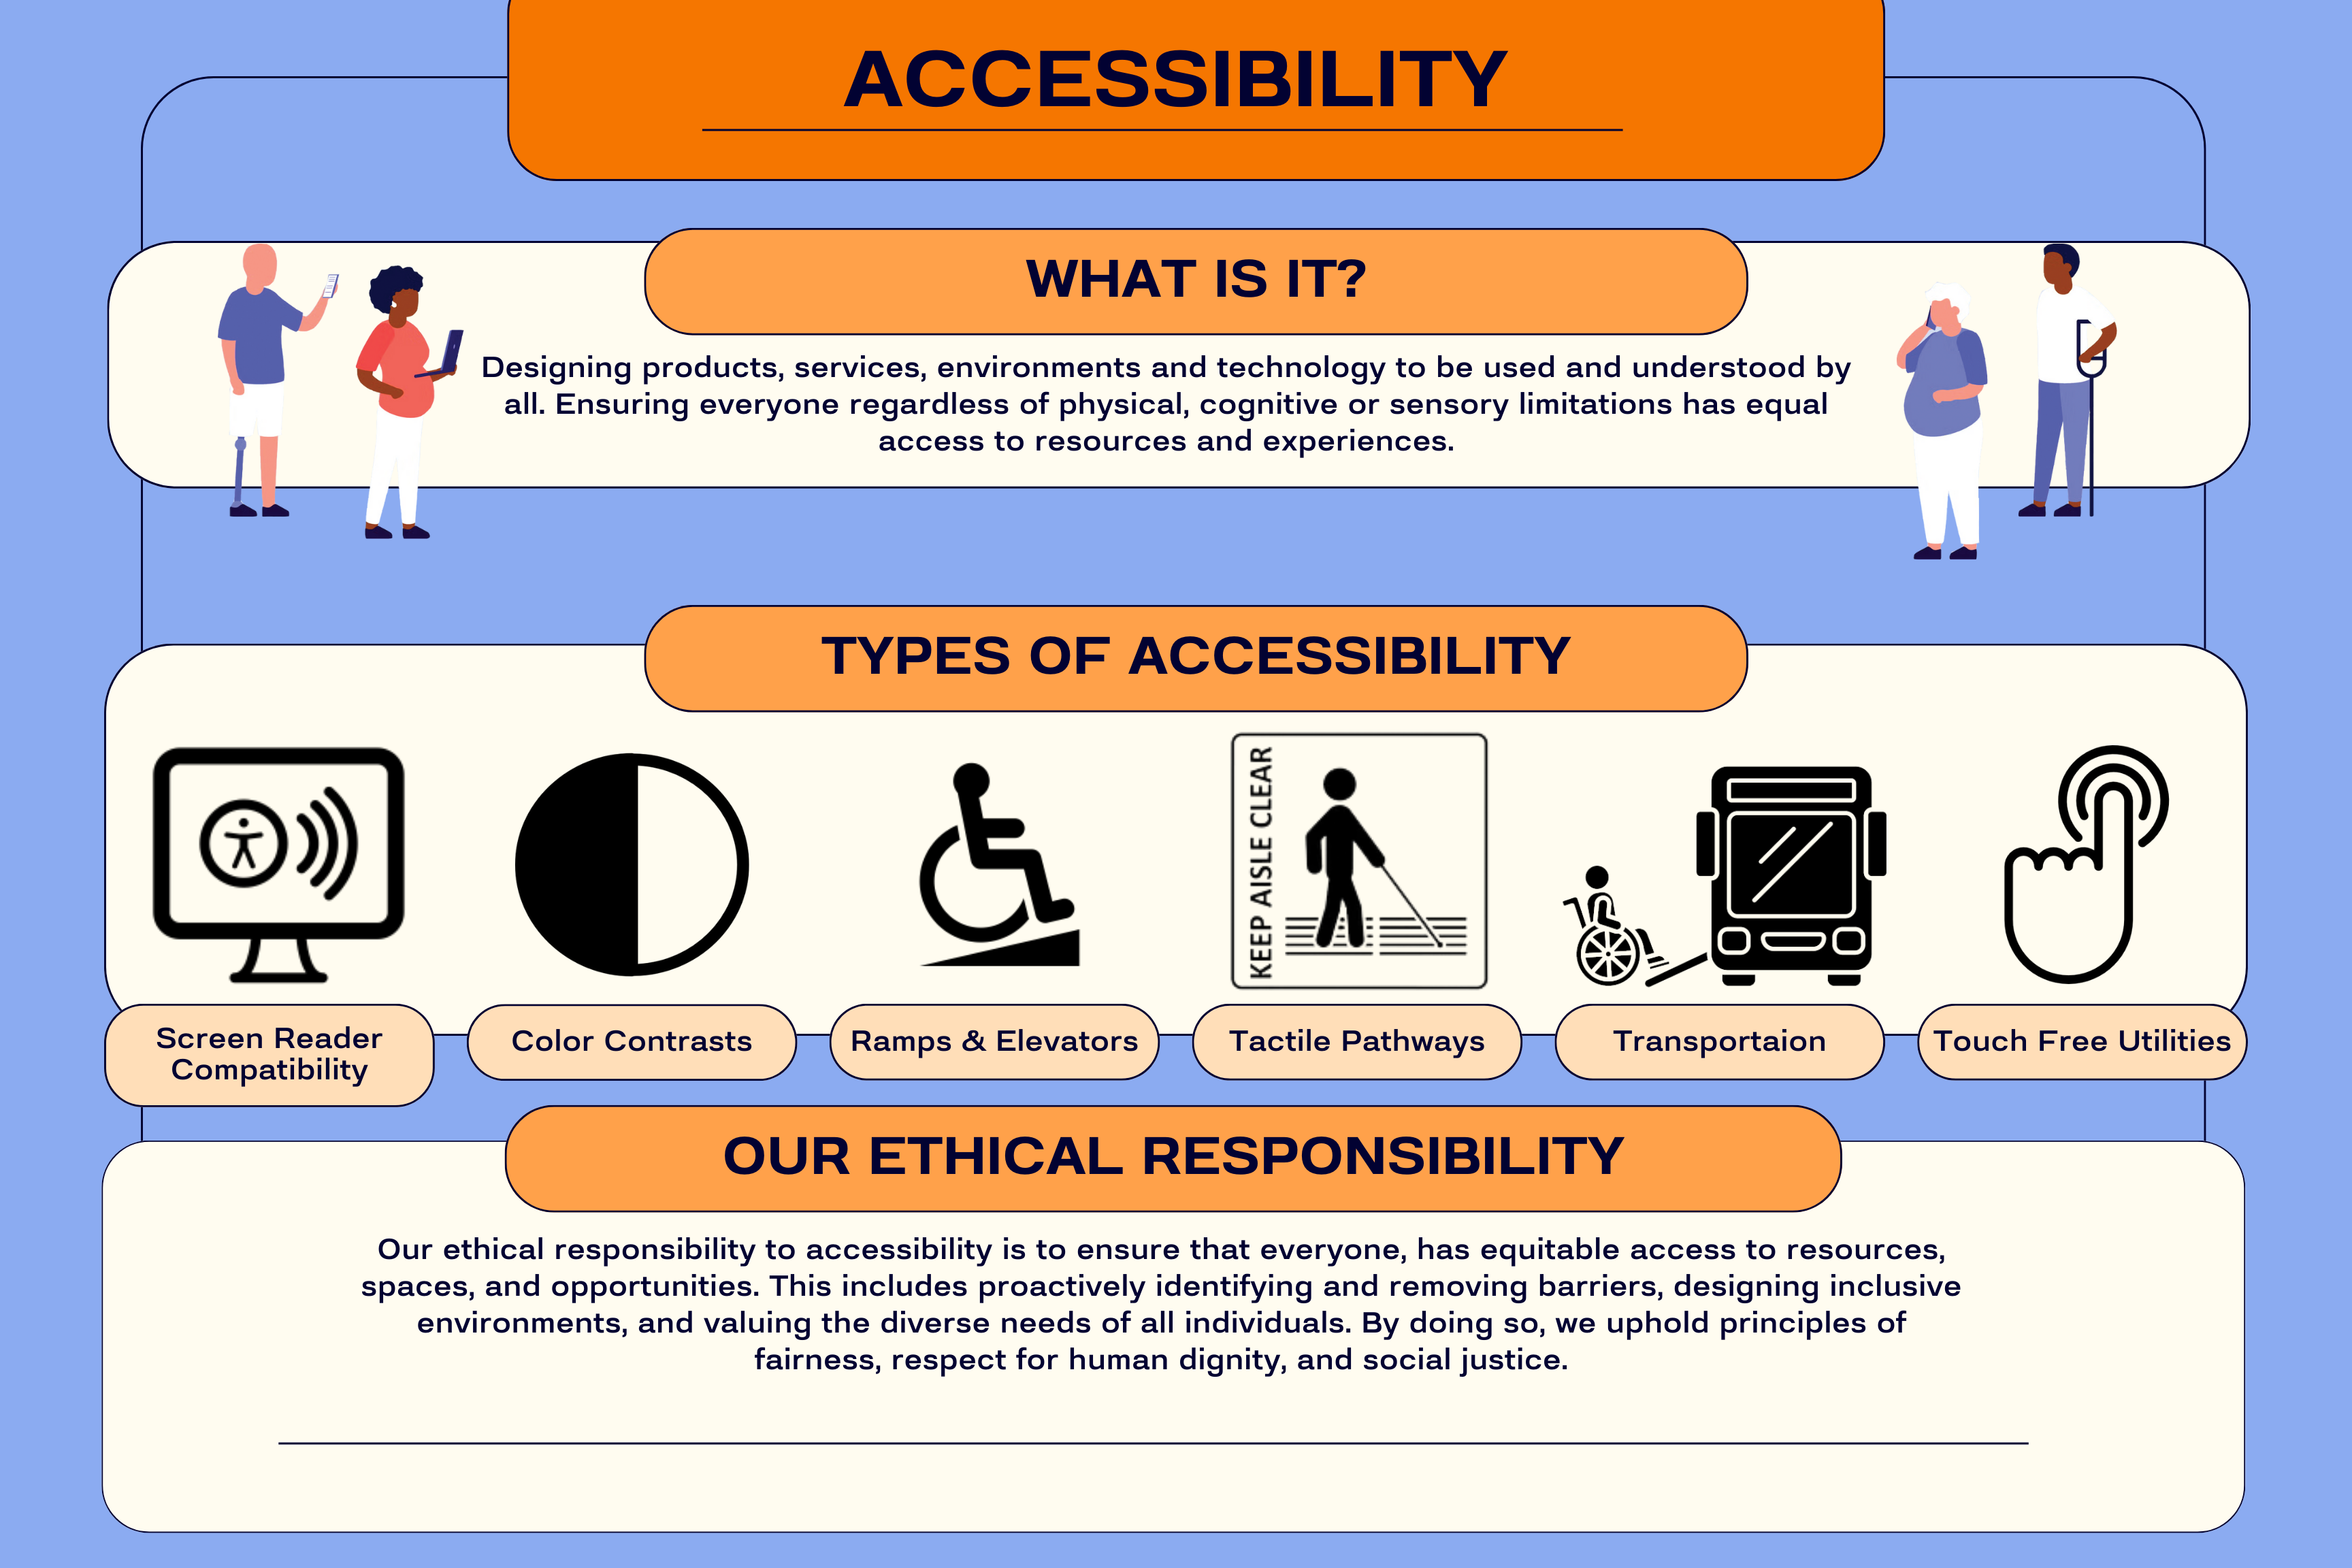 ACCESSIBILITY
WHAT IS IT?
Designing products, services, environments and technology to be used and understood by
all. Ensuring everyone regardless of physical, cognitive or sensory limitations has equal
access to resources and experiences.
TYPES OF ACCESSIBILITY
KEEP AISLE CLEAR
Screen Reader
Compatibility
Color Contrasts
Ramps & Elevators
Tactile Pathways
Transportaion
Touch Free Utilities
OUR ETHICAL RESPONSIBILITY
Our ethical responsibility to accessibility is to ensure that everyone, has equitable access to resources,
spaces, and opportunities. This includes proactively identifying and removing barriers, designing inclusive
environments, and valuing the diverse needs of all individuals. By doing so, we uphold principles of
fairness, respect for human dignity, and social justice.